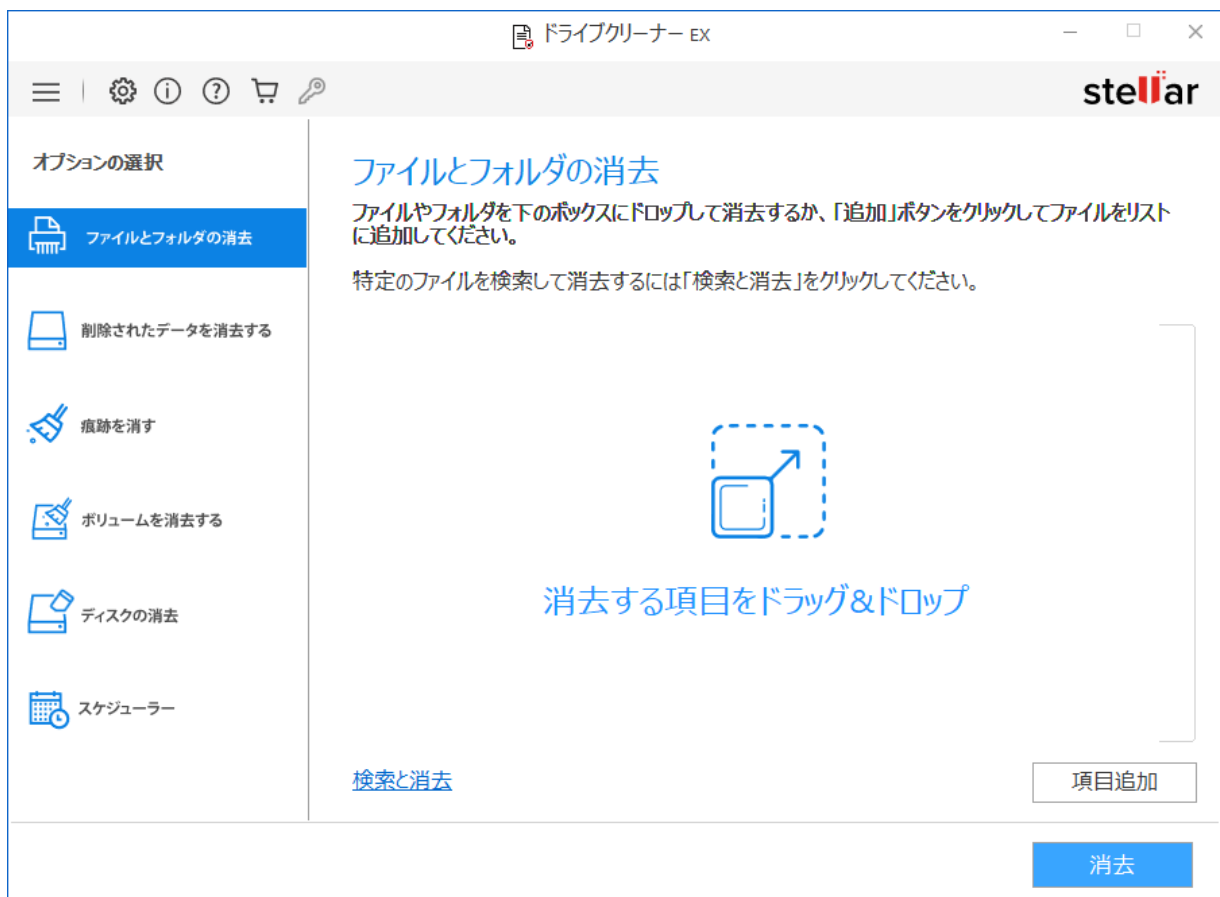 ドライブクリーナー EX
stellar
オプションの選択
ファイルとフォルダの消去
削除されたデータを消去する
痕跡を消す
ボリュームを消去する
ディスクの消去
スケジューラー
ファイルとフォルダの消去
ファイルやフォルダを下のボックスにドロップして消去するか、「追加」ボタンをクリックしてファイルをリスト
に追加してください。
特定のファイルを検索して消去するには「検索と消去」をクリックしてください。
消去する項目をドラッグ&ドロップ
検索と消去
項目追加
消去